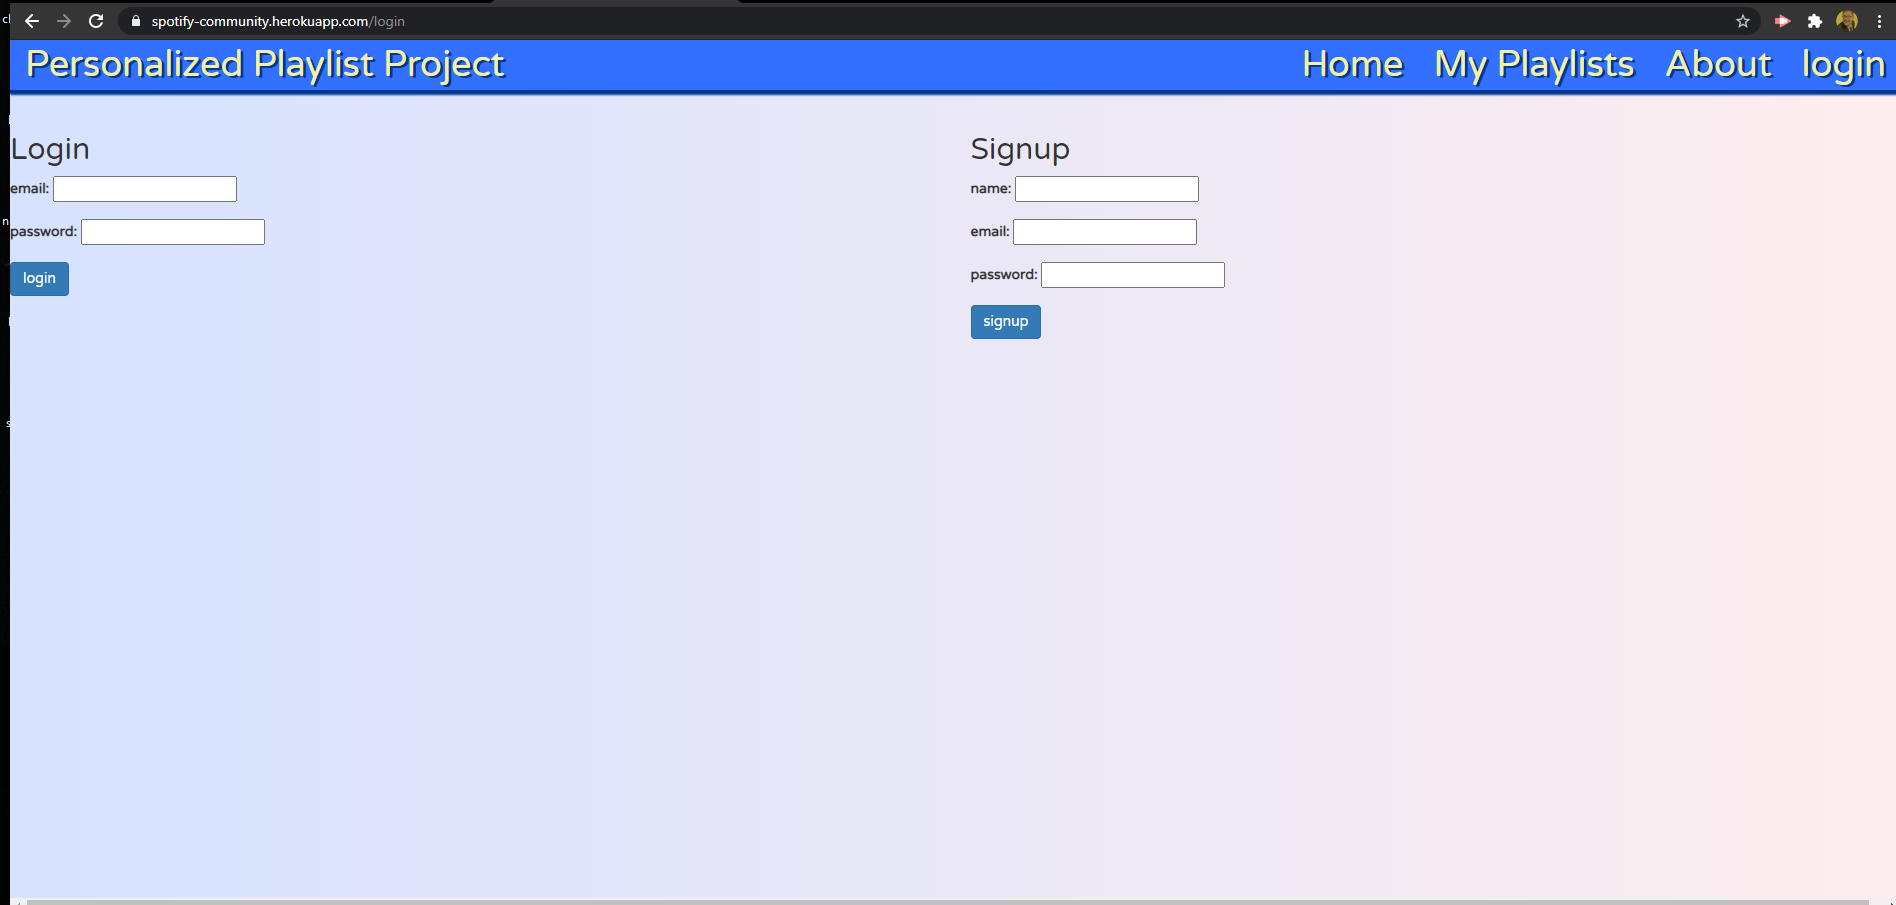 spotify-community.herokuapp.com/login
Personalized Playlist Project
Home My Playlists About login
Login
email:
password:
login
Signup
name:
email:
password:
signup